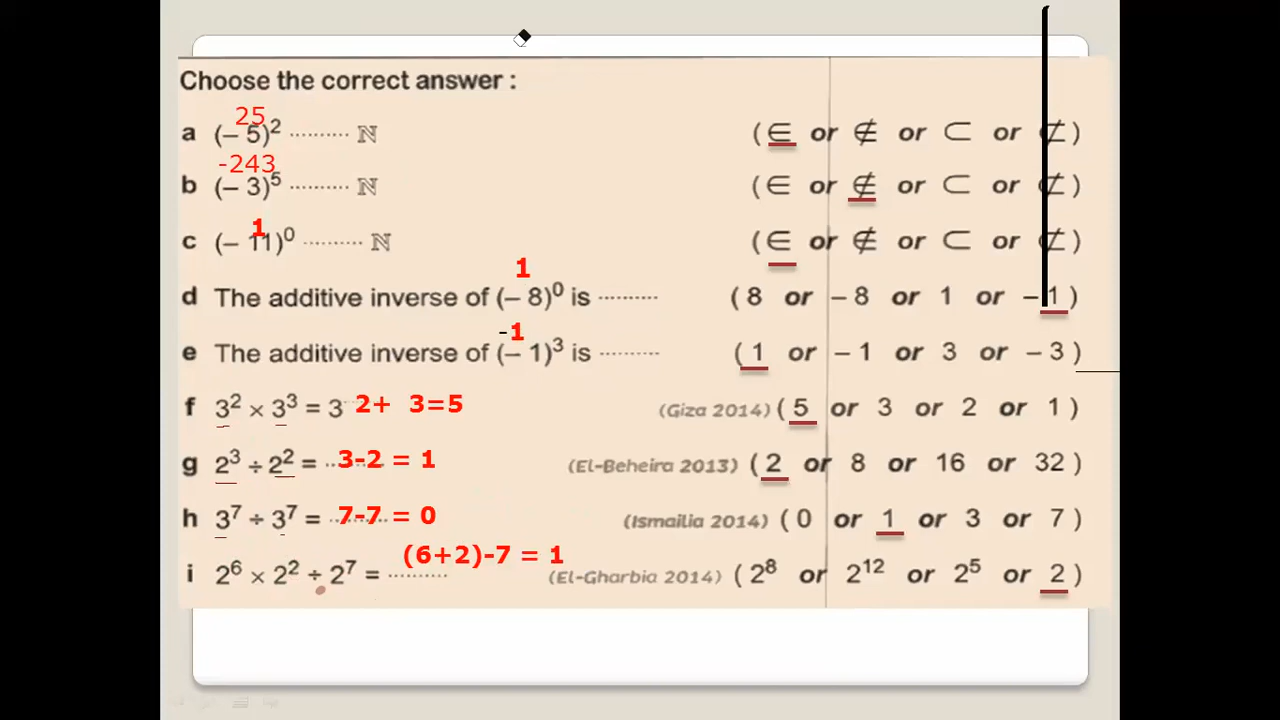 Choose the correct answer :
25
a (– 5)² ·········· ℕ (∈ or ∉ or ⊂ or ⊄)
-243
b (– 3)⁵ ·········· ℕ (∈ or ∉ or ⊂ or ⊄)
1
c (– 11)⁰ ·········· ℕ (∈ or ∉ or ⊂ or ⊄)
1
d The additive inverse of (– 8)⁰ is ·········· ( 8 or – 8 or 1 or – 1 )
-1
e The additive inverse of (– 1)³ is ·········· ( 1 or – 1 or 3 or – 3 )
f 3² × 3³ = 3 2+ 3=5 (Giza 2014) ( 5 or 3 or 2 or 1 )
g 2³ ÷ 2² = 3-2 = 1 (El-Beheira 2013) ( 2 or 8 or 16 or 32 )
h 3⁷ ÷ 3⁷ = 7-7 = 0 (Ismailia 2014) ( 0 or 1 or 3 or 7 )
(6+2)-7 = 1
i 2⁶ × 2² ÷ 2⁷ = ·········· (El-Gharbia 2014) ( 2⁸ or 2¹² or 2⁵ or 2 )